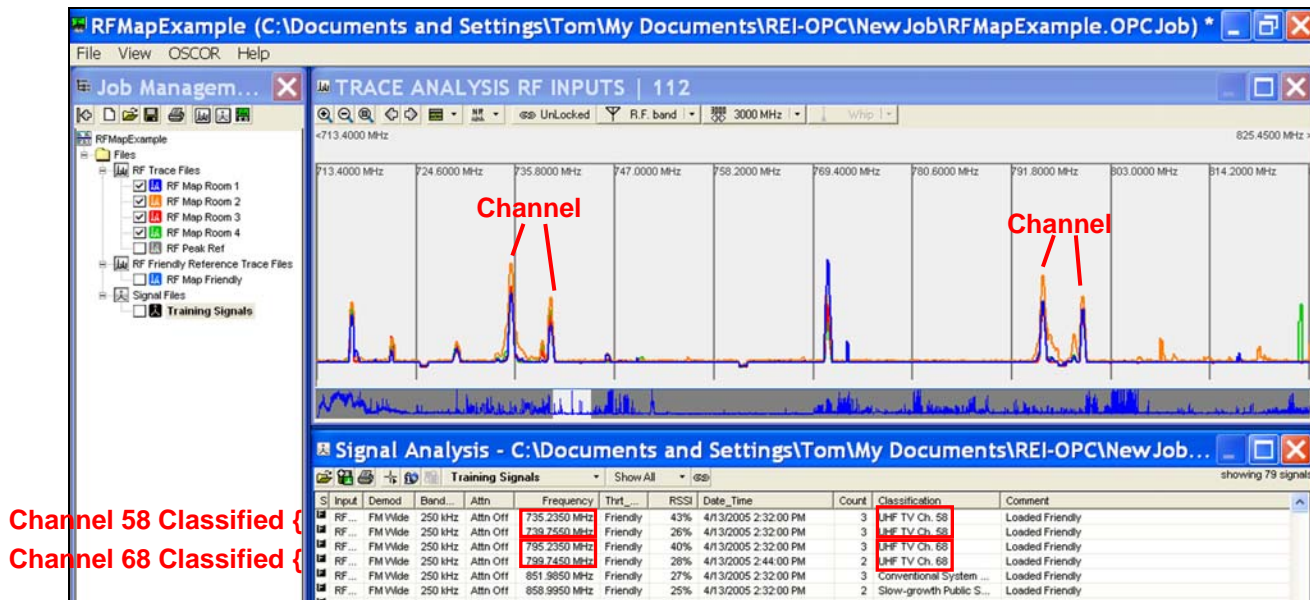 RFMapExample (C:\Documents and Settings\Tom\My Documents\REI-OPC\NewJob\RFMapExample.OPCJob) *
File View OSCOR Help
Job Managem...
TRACE ANALYSIS RF INPUTS | 112
UnLocked R.F. band 3000 MHz Whip 1
RFMapExample
Files
RF Trace Files
RF Map Room 1
RF Map Room 2
RF Map Room 3
RF Map Room 4
RF Peak Ref
RF Friendly Reference Trace Files
RF Map Friendly
Signal Files
Training Signals
<713.4000 MHz 825.4500 MHz >
713.4000 MHz 724.6000 MHz 735.8000 MHz 747.0000 MHz 758.2000 MHz 769.4000 MHz 780.6000 MHz 791.8000 MHz 803.0000 MHz 814.2000 MHz
Channel Channel
Signal Analysis - C:\Documents and Settings\Tom\My Documents\REI-OPC\NewJob...
Training Signals Show All showing 79 signals
S Input Demod Band... Attn Frequency Thrt_... RSSI Date_Time Count Classification Comment
Channel 58 Classified {
RF... FM Wide 250 kHz Attn Off 735.2350 MHz Friendly 43% 4/13/2005 2:32:00 PM 3 UHF TV Ch. 58 Loaded Friendly
RF... FM Wide 250 kHz Attn Off 739.7550 MHz Friendly 26% 4/13/2005 2:32:00 PM 3 UHF TV Ch. 58 Loaded Friendly
Channel 68 Classified {
RF... FM Wide 250 kHz Attn Off 795.2350 MHz Friendly 40% 4/13/2005 2:32:00 PM 3 UHF TV Ch. 68 Loaded Friendly
RF... FM Wide 250 kHz Attn Off 799.7450 MHz Friendly 28% 4/13/2005 2:44:00 PM 2 UHF TV Ch. 68 Loaded Friendly
RF... FM Wide 250 kHz Attn Off 851.9850 MHz Friendly 27% 4/13/2005 2:32:00 PM 3 Conventional System ... Loaded Friendly
RF... FM Wide 250 kHz Attn Off 858.9950 MHz Friendly 25% 4/13/2005 2:32:00 PM 2 Slow-growth Public S... Loaded Friendly